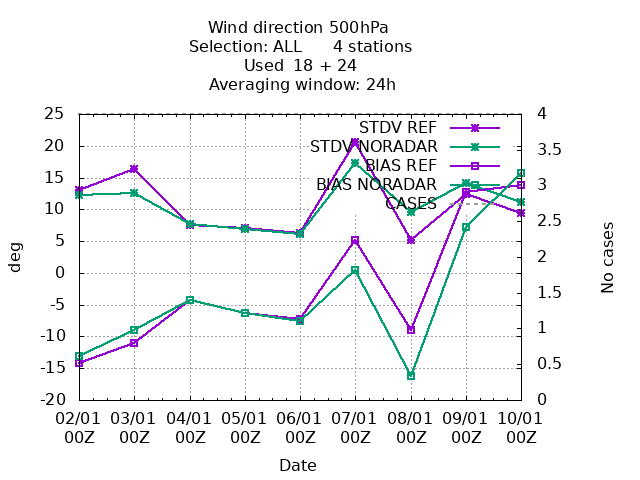 Wind direction 500hPa
Selection: ALL      4 stations
Used  18 + 24
Averaging window: 24h
STDV REF
STDV NORADAR
BIAS REF
BIAS NORADAR
CASES
deg
25
20
15
10
5
0
-5
-10
-15
-20
No cases
4
3.5
3
2.5
2
1.5
1
0.5
0
02/01 03/01 04/01 05/01 06/01 07/01 08/01 09/01 10/01
00Z 00Z 00Z 00Z 00Z 00Z 00Z 00Z 00Z
Date